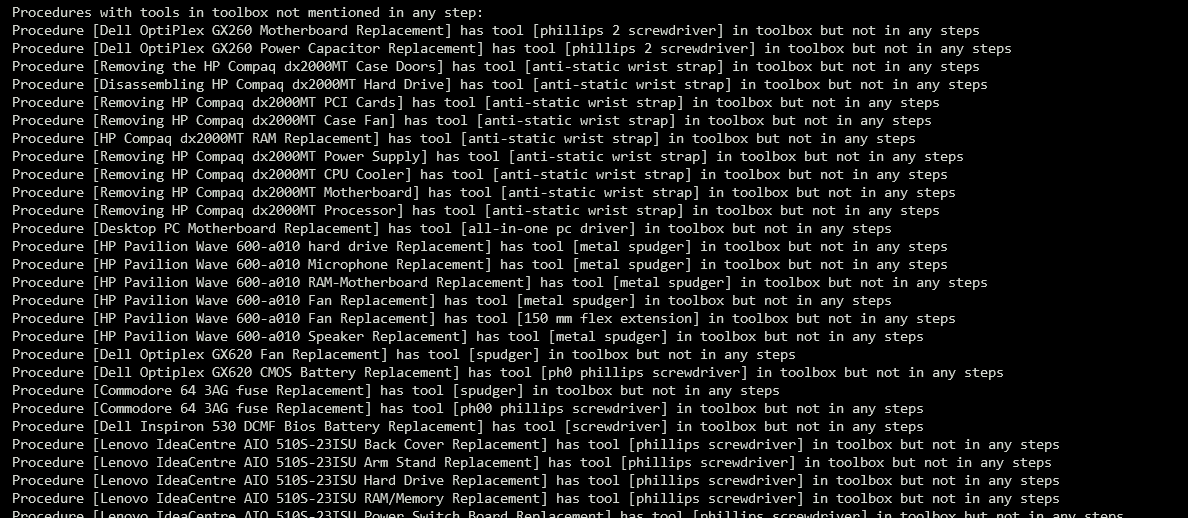 Procedures with tools in toolbox not mentioned in any step:
Procedure [Dell OptiPlex GX260 Motherboard Replacement] has tool [phillips 2 screwdriver] in toolbox but not in any steps
Procedure [Dell OptiPlex GX260 Power Capacitor Replacement] has tool [phillips 2 screwdriver] in toolbox but not in any steps
Procedure [Removing the HP Compaq dx2000MT Case Doors] has tool [anti-static wrist strap] in toolbox but not in any steps
Procedure [Disassembling HP Compaq dx2000MT Hard Drive] has tool [anti-static wrist strap] in toolbox but not in any steps
Procedure [Removing HP Compaq dx2000MT PCI Cards] has tool [anti-static wrist strap] in toolbox but not in any steps
Procedure [Removing HP Compaq dx2000MT Case Fan] has tool [anti-static wrist strap] in toolbox but not in any steps
Procedure [HP Compaq dx2000MT RAM Replacement] has tool [anti-static wrist strap] in toolbox but not in any steps
Procedure [Removing HP Compaq dx2000MT Power Supply] has tool [anti-static wrist strap] in toolbox but not in any steps
Procedure [Removing HP Compaq dx2000MT CPU Cooler] has tool [anti-static wrist strap] in toolbox but not in any steps
Procedure [Removing HP Compaq dx2000MT Motherboard] has tool [anti-static wrist strap] in toolbox but not in any steps
Procedure [Removing HP Compaq dx2000MT Processor] has tool [anti-static wrist strap] in toolbox but not in any steps
Procedure [Desktop PC Motherboard Replacement] has tool [all-in-one pc driver] in toolbox but not in any steps
Procedure [HP Pavilion Wave 600-a010 hard drive Replacement] has tool [metal spudger] in toolbox but not in any steps
Procedure [HP Pavilion Wave 600-a010 Microphone Replacement] has tool [metal spudger] in toolbox but not in any steps
Procedure [HP Pavilion Wave 600-a010 RAM-Motherboard Replacement] has tool [metal spudger] in toolbox but not in any steps
Procedure [HP Pavilion Wave 600-a010 Fan Replacement] has tool [metal spudger] in toolbox but not in any steps
Procedure [HP Pavilion Wave 600-a010 Fan Replacement] has tool [150 mm flex extension] in toolbox but not in any steps
Procedure [HP Pavilion Wave 600-a010 Speaker Replacement] has tool [metal spudger] in toolbox but not in any steps
Procedure [Dell Optiplex GX620 Fan Replacement] has tool [spudger] in toolbox but not in any steps
Procedure [Dell Optiplex GX620 CMOS Battery Replacement] has tool [ph0 phillips screwdriver] in toolbox but not in any steps
Procedure [Commodore 64 3AG fuse Replacement] has tool [spudger] in toolbox but not in any steps
Procedure [Commodore 64 3AG fuse Replacement] has tool [ph00 phillips screwdriver] in toolbox but not in any steps
Procedure [Dell Inspiron 530 DCMF Bios Battery Replacement] has tool [screwdriver] in toolbox but not in any steps
Procedure [Lenovo IdeaCentre AIO 510S-23ISU Back Cover Replacement] has tool [phillips screwdriver] in toolbox but not in any steps
Procedure [Lenovo IdeaCentre AIO 510S-23ISU Arm Stand Replacement] has tool [phillips screwdriver] in toolbox but not in any steps
Procedure [Lenovo IdeaCentre AIO 510S-23ISU Hard Drive Replacement] has tool [phillips screwdriver] in toolbox but not in any steps
Procedure [Lenovo IdeaCentre AIO 510S-23ISU RAM/Memory Replacement] has tool [phillips screwdriver] in toolbox but not in any steps
Procedure [Lenovo IdeaCentre AIO 510S-23ISU Power Switch Board Replacement] has tool [phillips screwdriver] in toolbox but not in any steps